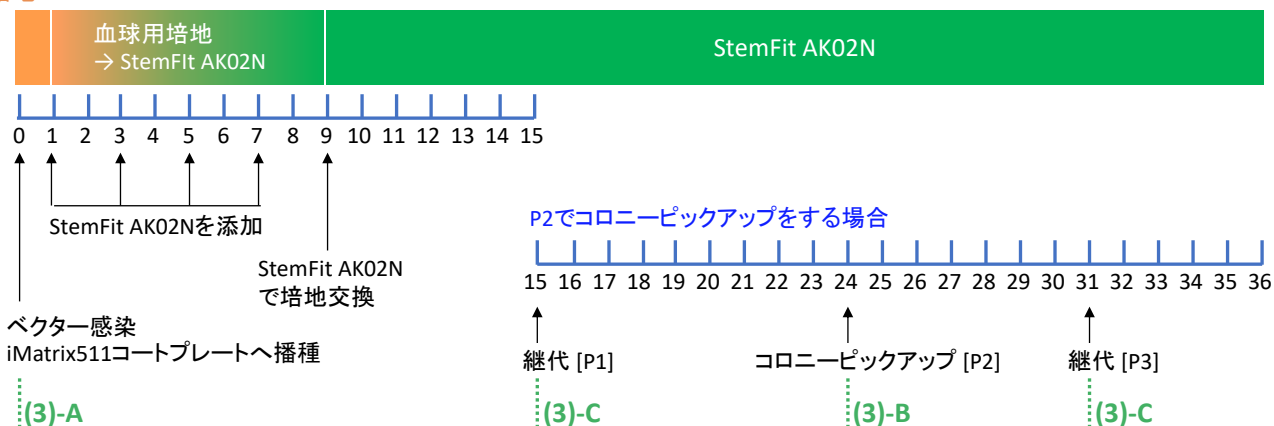 血球用培地
→ StemFIt AK02N
StemFit AK02N
0 1 2 3 4 5 6 7 8 9 10 11 12 13 14 15
StemFit AK02Nを添加
StemFit AK02N
で培地交換
P2でコロニーピックアップをする場合
15 16 17 18 19 20 21 22 23 24 25 26 27 28 29 30 31 32 33 34 35 36
ベクター感染
iMatrix511コートプレートへ播種
継代 [P1]
コロニーピックアップ [P2]
継代 [P3]
(3)-A
(3)-C
(3)-B
(3)-C